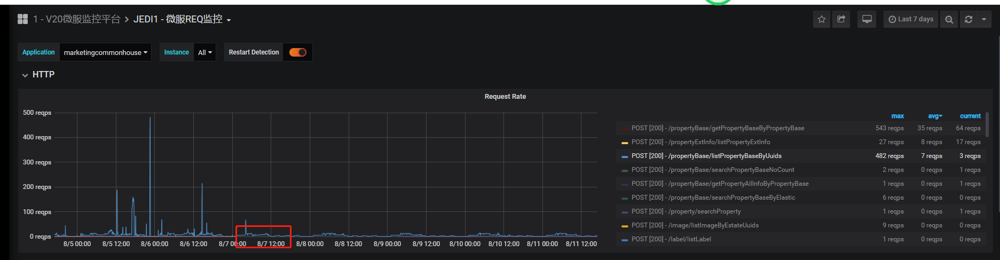 1 - V20微服监控平台 > JEDI1 - 微服REQ监控
Last 7 days
Application marketingcommonhouse Instance All Restart Detection
HTTP
Request Rate
500 reqps
400 reqps
300 reqps
200 reqps
100 reqps
0 reqps
8/5 00:00 8/5 12:00 8/6 00:00 8/6 12:00 8/7 00:00 8/7 12:00 8/8 00:00 8/8 12:00 8/9 00:00 8/9 12:00 8/10 00:00 8/10 12:00 8/11 00:00 8/11 12:00
max avg current
POST [200] - /propertyBase/getPropertyBaseByPropertyBase 543 reqps 35 reqps 64 reqps
POST [200] - /propertyExtInfo/listPropertyExtInfo 27 reqps 8 reqps 17 reqps
POST [200] - /propertyBase/listPropertyBaseByUuids 482 reqps 7 reqps 3 reqps
POST [200] - /propertyBase/searchPropertyBaseNoCount 2 reqps 0 reqps 1 reqps
POST [200] - /propertyBase/getPropertyAllInfoByPropertyBase 1 reqps 0 reqps 1 reqps
POST [200] - /propertyBase/searchPropertyBaseByElastic 6 reqps 0 reqps 0 reqps
POST [200] - /property/searchProperty 1 reqps 0 reqps 0 reqps
POST [200] - /image/listImageByEstateUuids 9 reqps 0 reqps 0 reqps
POST [200] - /label/listLabel 1 reqps 0 reqps 0 reqps